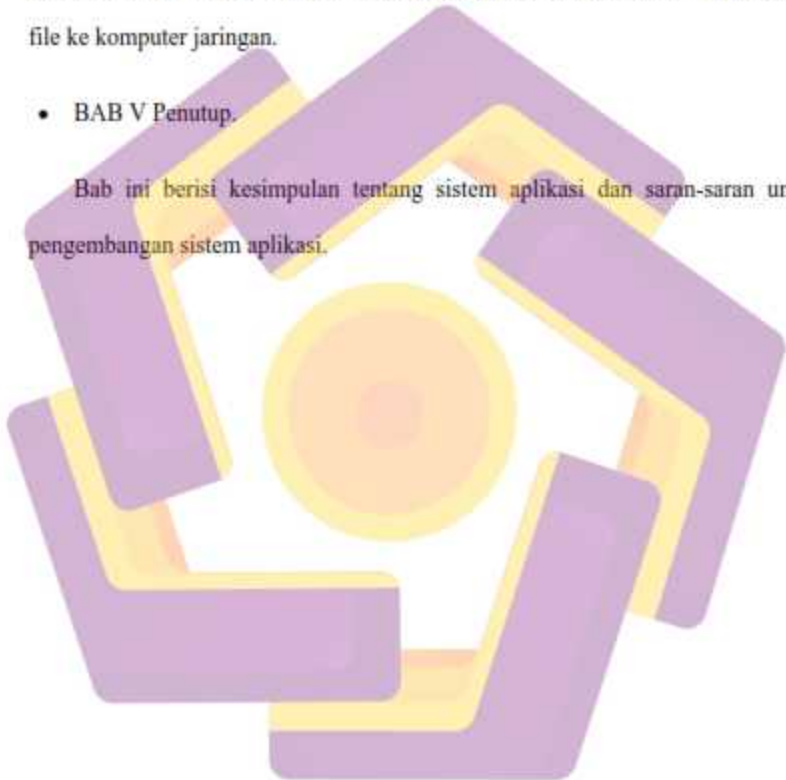 file ke komputer jaringan.
• BAB V Penutup.
Bab ini berisi kesimpulan tentang sistem aplikasi dan saran-saran
pengembangan sistem aplikasi.